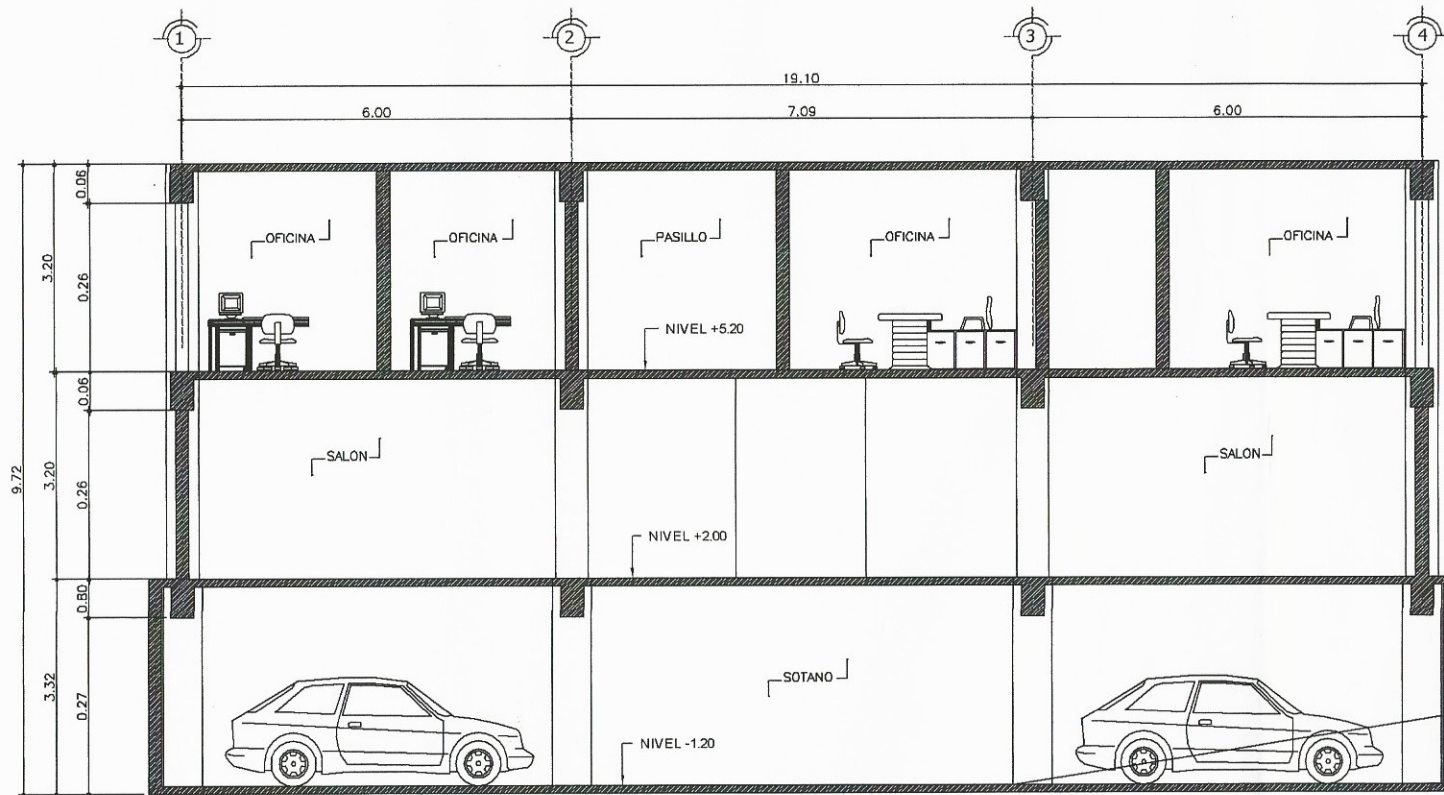 1
2
3
4
19.10
6.00
7.09
6.00
0.06
3.20
0.26
OFICINA
OFICINA
PASILLO
OFICINA
OFICINA
NIVEL +5.20
0.06
9.72
3.20
0.26
SALON
SALON
NIVEL +2.00
0.80
3.32
0.27
SOTANO
NIVEL -1.20